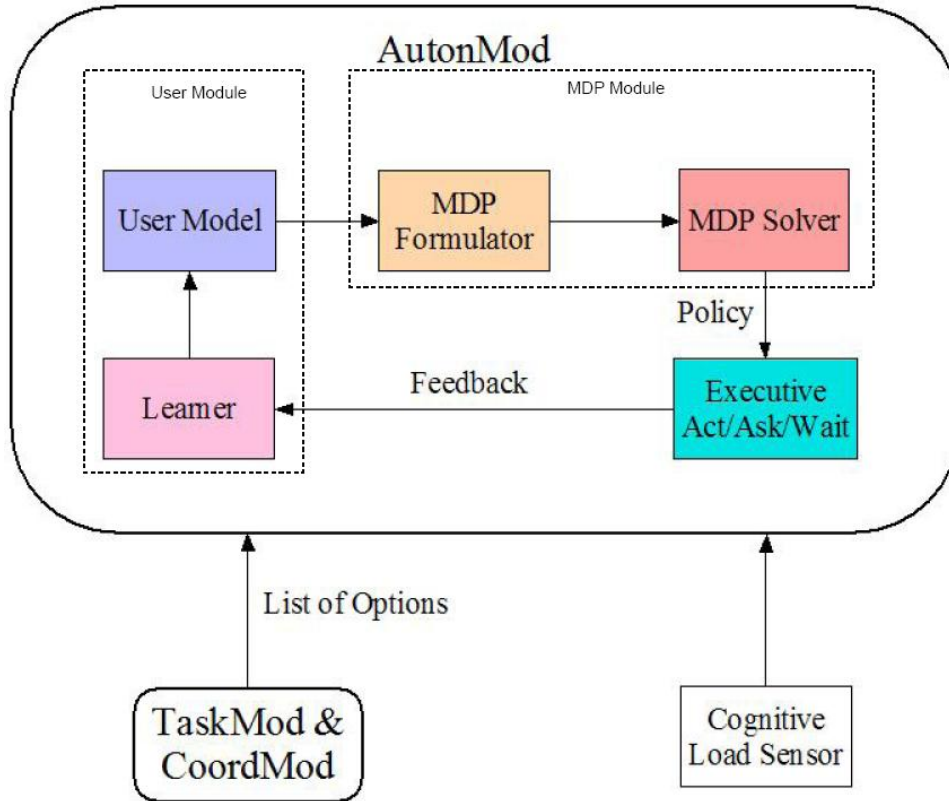 AutonMod
User Module
MDP Module
User Model
MDP
Formulator
MDP Solver
Policy
Learner
Feedback
Executive
Act/Ask/Wait
List of Options
TaskMod &
CoordMod
Cognitive
Load Sensor